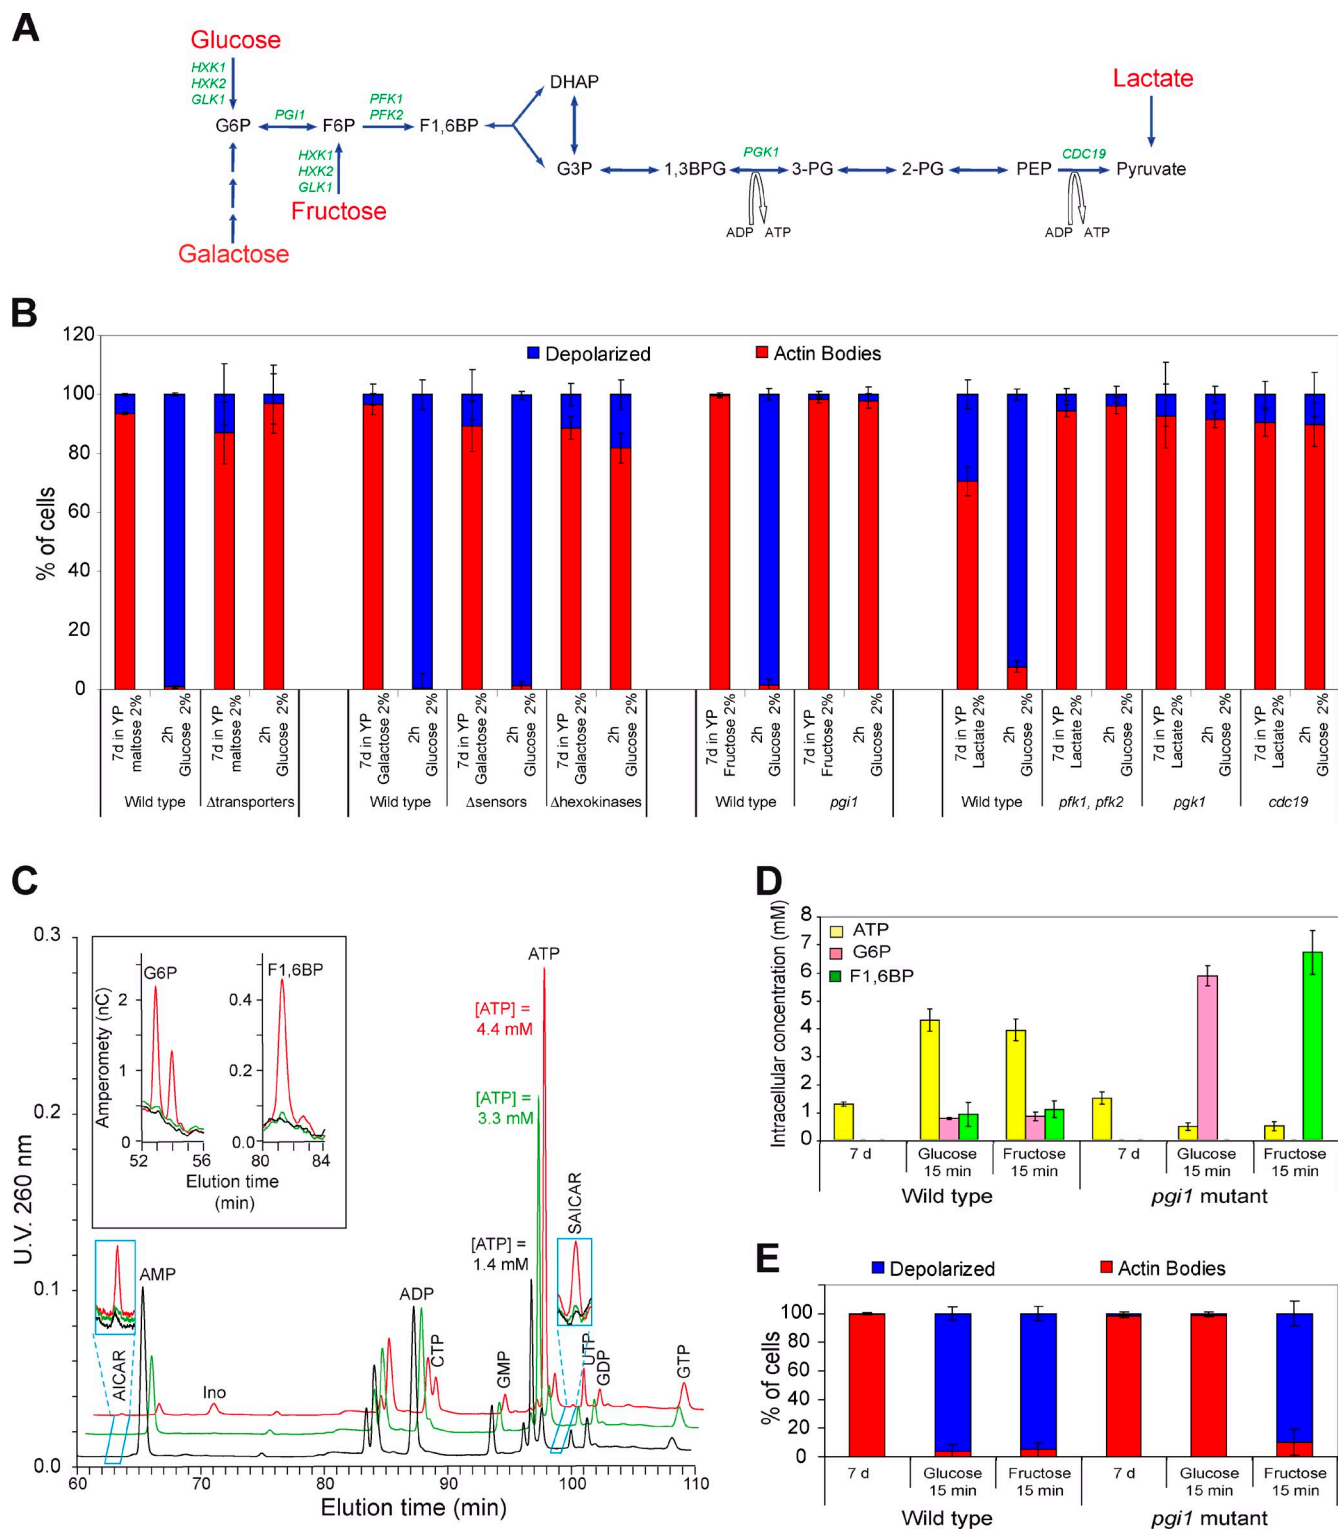 A
Glucose
HXK1
HXK2
GLK1
G6P
PGI1
F6P
PFK1
PFK2
F1,6BP
DHAP
G3P
1,3BPG
PGK1
3-PG
2-PG
PEP
CDC19
Pyruvate
Lactate
HXK1
HXK2
GLK1
Fructose
Galactose
ADP ATP
ADP ATP
B
Depolarized
Actin Bodies
% of cells
120
100
80
60
40
20
0
7d in YP
maltose 2%
2h
Glucose 2%
7d in YP
maltose 2%
2h
Glucose 2%
Wild type
Δtransporters
7d in YP
Galactose 2%
2h
Glucose 2%
7d in YP
Galactose 2%
2h
Glucose 2%
7d in YP
Galactose 2%
2h
Glucose 2%
Wild type
Δsensors
Δhexokinases
7d in YP
Fructose 2%
2h
Glucose 2%
7d in YP
Fructose 2%
2h
Glucose 2%
Wild type
pgi1
7d in YP
Lactate 2%
2h
Glucose 2%
7d in YP
Lactate 2%
2h
Glucose 2%
7d in YP
Lactate 2%
2h
Glucose 2%
7d in YP
Lactate 2%
2h
Glucose 2%
Wild type
pfk1, pfk2
pgk1
cdc19
C
U.V. 260 nm
0.3
0.2
0.1
0.0
G6P
F1,6BP
Amperomety (nC)
2
1
0
0.4
0.2
0.0
52 56
80 84
Elution time
(min)
AICAR
AMP
Ino
ADP
CTP
GMP
ATP
[ATP] =
4.4 mM
[ATP] =
3.3 mM
[ATP] =
1.4 mM
SAICAR
UTP
GDP
GTP
60 70 80 90 100 110
Elution time (min)
D
Intracellular concentration (mM)
8
7
6
5
4
3
2
1
0
ATP
G6P
F1,6BP
7 d
Glucose
15 min
Fructose
15 min
7 d
Glucose
15 min
Fructose
15 min
Wild type
pgi1 mutant
E
Depolarized
Actin Bodies
% of cells
100
80
60
40
20
0
7 d
Glucose
15 min
Fructose
15 min
7 d
Glucose
15 min
Fructose
15 min
Wild type
pgi1 mutant